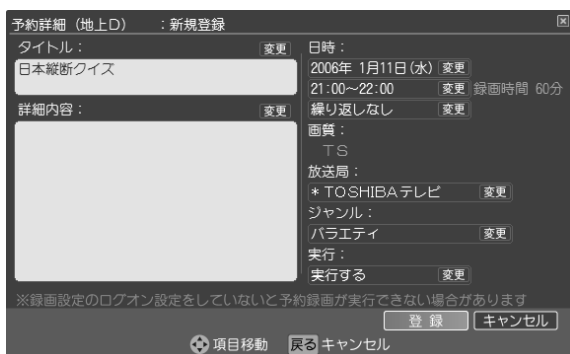 予約詳細（地上D）　：新規登録
タイトル： 変更
日本縦断クイズ
詳細内容： 変更
日時：
2006年 1月11日(水) 変更
21:00～22:00 変更 録画時間 60分
繰り返しなし 変更
画質：
TS
放送局：
＊TOSHIBAテレビ 変更
ジャンル：
バラエティ 変更
実行：
実行する 変更
※録画設定のログオン設定をしていないと予約録画が実行できない場合があります
登 録 キャンセル
項目移動 戻る キャンセル